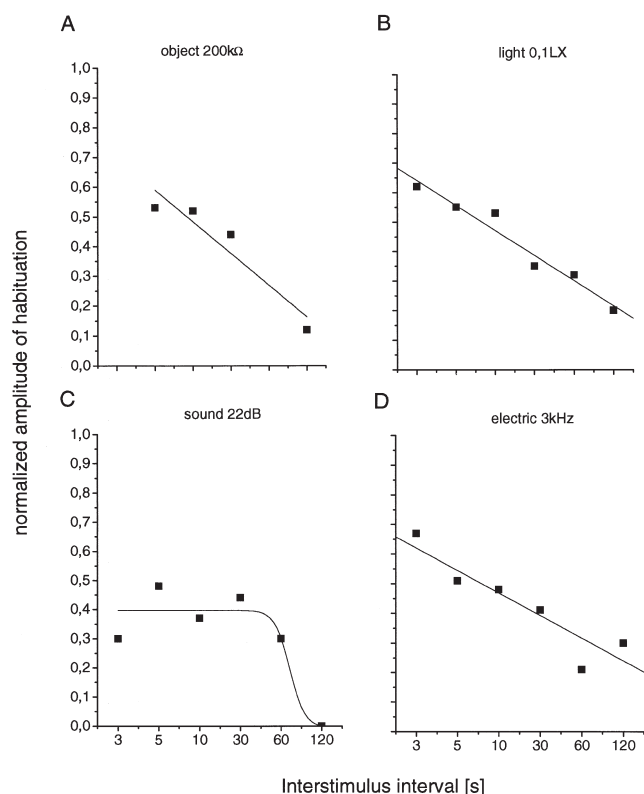 A
object 200kΩ
1,0
0,9
0,8
0,7
0,6
0,5
0,4
0,3
0,2
0,1
0,0
B
light 0,1LX
normalized amplitude of habituation
C
sound 22dB
1,0
0,9
0,8
0,7
0,6
0,5
0,4
0,3
0,2
0,1
0,0
3 5 10 30 60 120
D
electric 3kHz
3 5 10 30 60 120
Interstimulus interval [s]